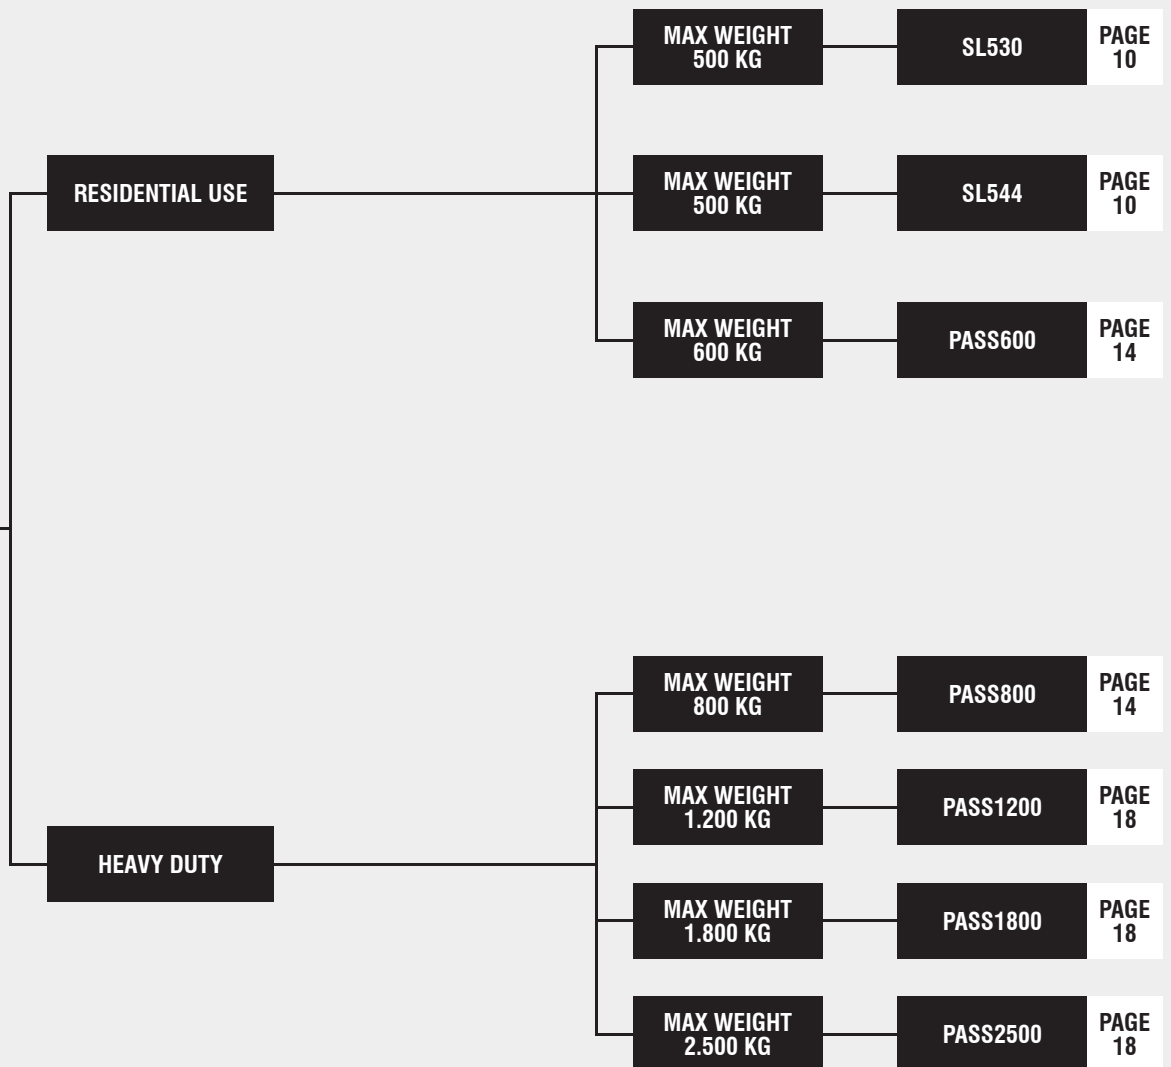 MAX WEIGHT
500 KG
SL530
PAGE
10
RESIDENTIAL USE
MAX WEIGHT
500 KG
SL544
PAGE
10
MAX WEIGHT
600 KG
PASS600
PAGE
14
MAX WEIGHT
800 KG
PASS800
PAGE
14
MAX WEIGHT
1.200 KG
PASS1200
PAGE
18
HEAVY DUTY
MAX WEIGHT
1.800 KG
PASS1800
PAGE
18
MAX WEIGHT
2.500 KG
PASS2500
PAGE
18